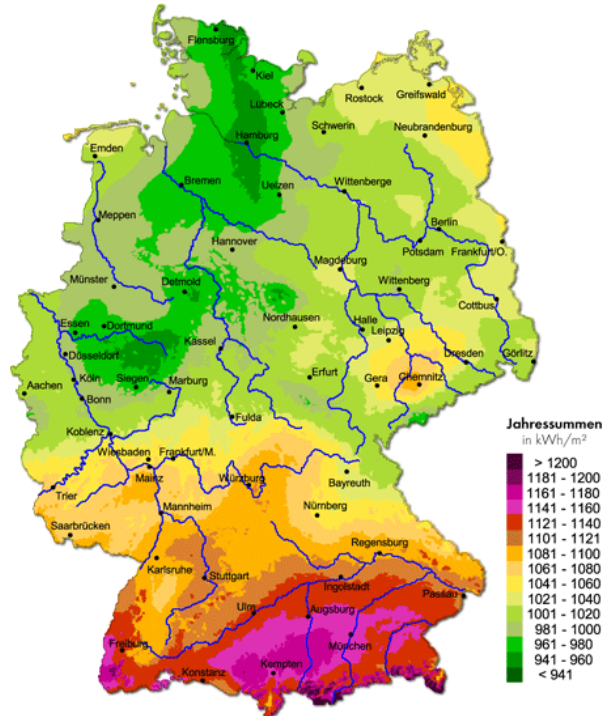 Flensburg
Kiel
Lübeck
Rostock
Greifswald
Schwerin
Neubrandenburg
Hamburg
Emden
Bremen
Uelzen
Wittenberge
Meppen
Berlin
Hannover
Potsdam
Frankfurt/O.
Magdeburg
Münster
Detmold
Wittenberg
Cottbus
Nordhausen
Essen
Dortmund
Halle
Leipzig
Kassel
Düsseldorf
Dresden
Görlitz
Aachen
Köln
Siegen
Marburg
Erfurt
Gera
Chemnitz
Bonn
Fulda
Koblenz
Wiesbaden
Frankfurt/M.
Mainz
Würzburg
Bayreuth
Trier
Mannheim
Nürnberg
Saarbrücken
Regensburg
Karlsruhe
Stuttgart
Ingolstadt
Passau
Ulm
Augsburg
Freiburg
München
Konstanz
Kempten
Jahressummen
in kWh/m²
> 1200
1181 - 1200
1161 - 1180
1141 - 1160
1121 - 1140
1101 - 1121
1081 - 1100
1061 - 1080
1041 - 1060
1021 - 1040
1001 - 1020
981 - 1000
961 - 980
941 - 960
< 941